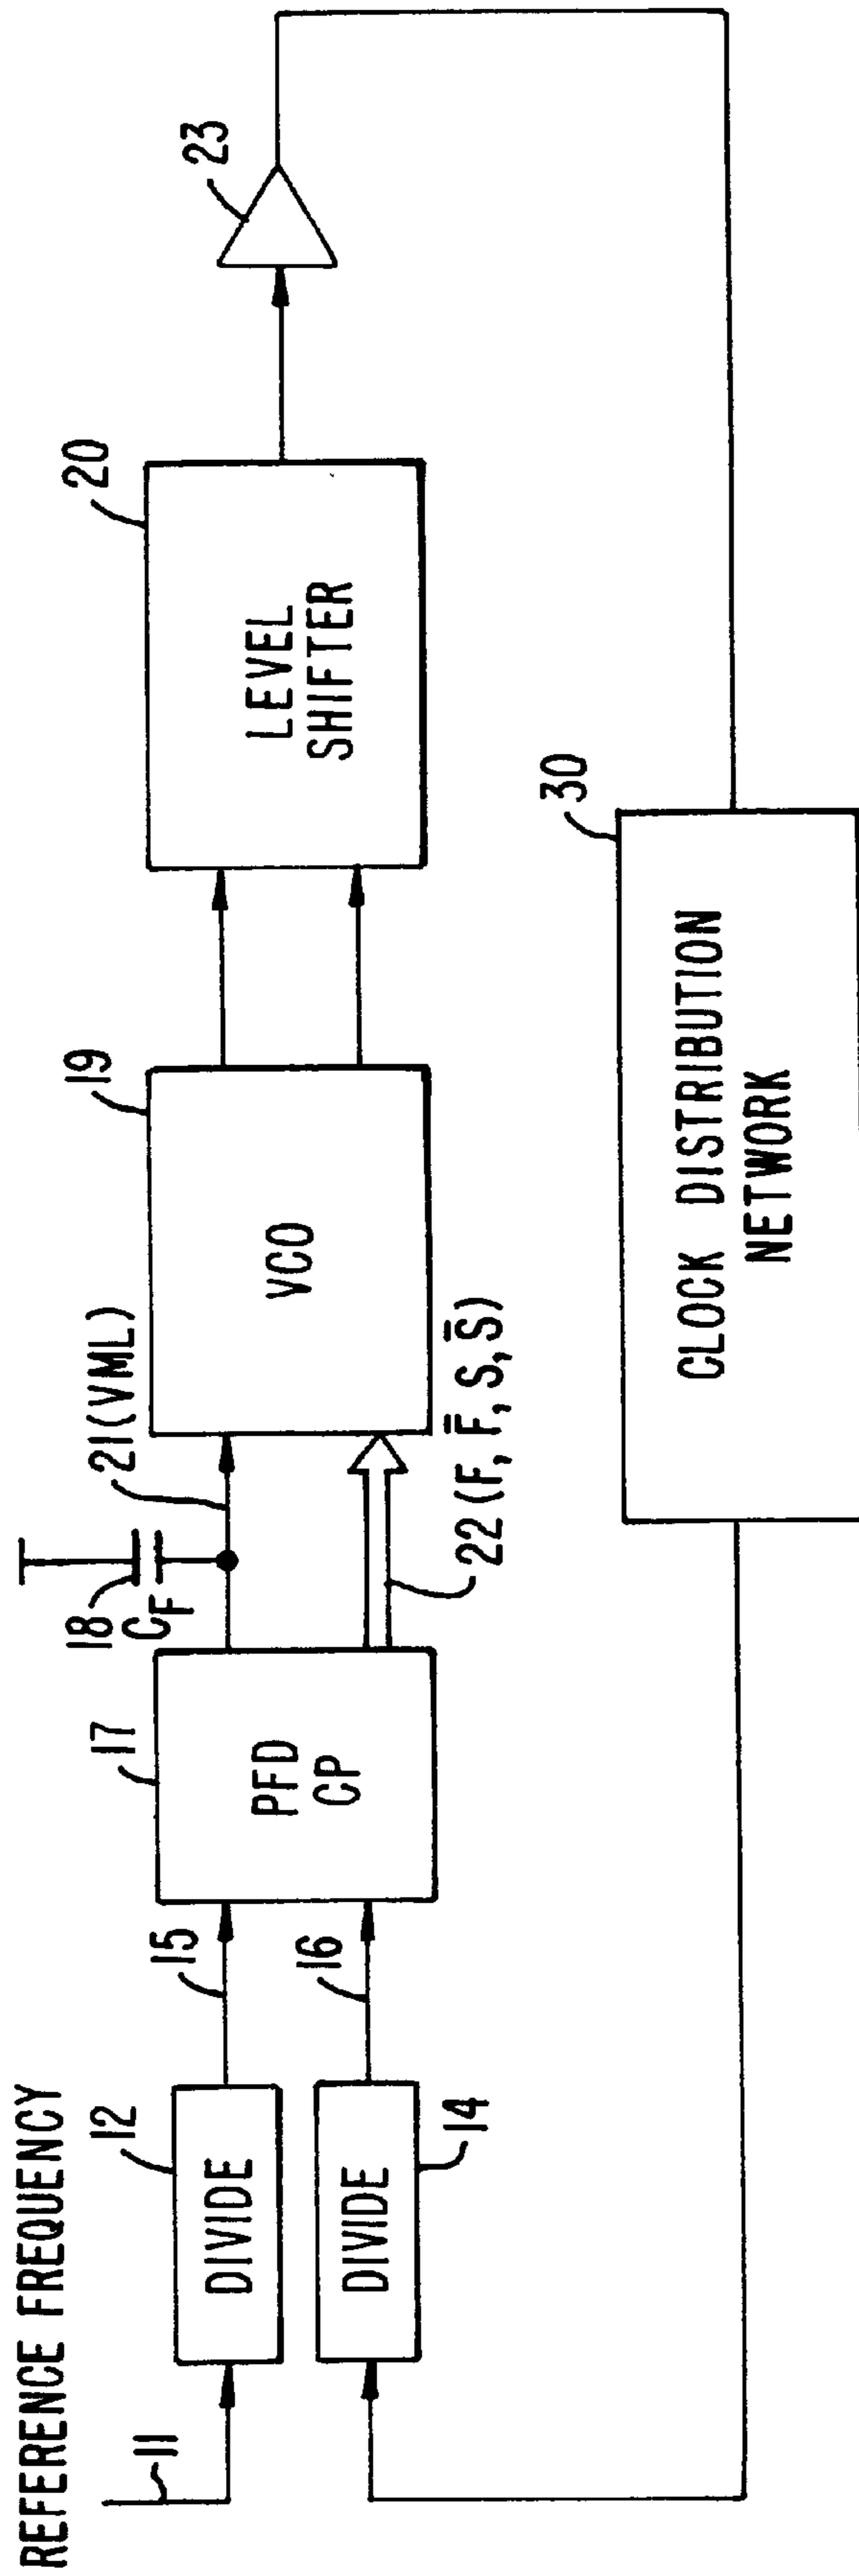 REFERENCE FREQUENCY
11
12
DIVIDE
14
DIVIDE
15
16
17
PFD
CP
18
C_F
21(VML)
22(F, F̅, S, S̅)
19
VCO
20
LEVEL
SHIFTER
23
30
CLOCK DISTRIBUTION
NETWORK